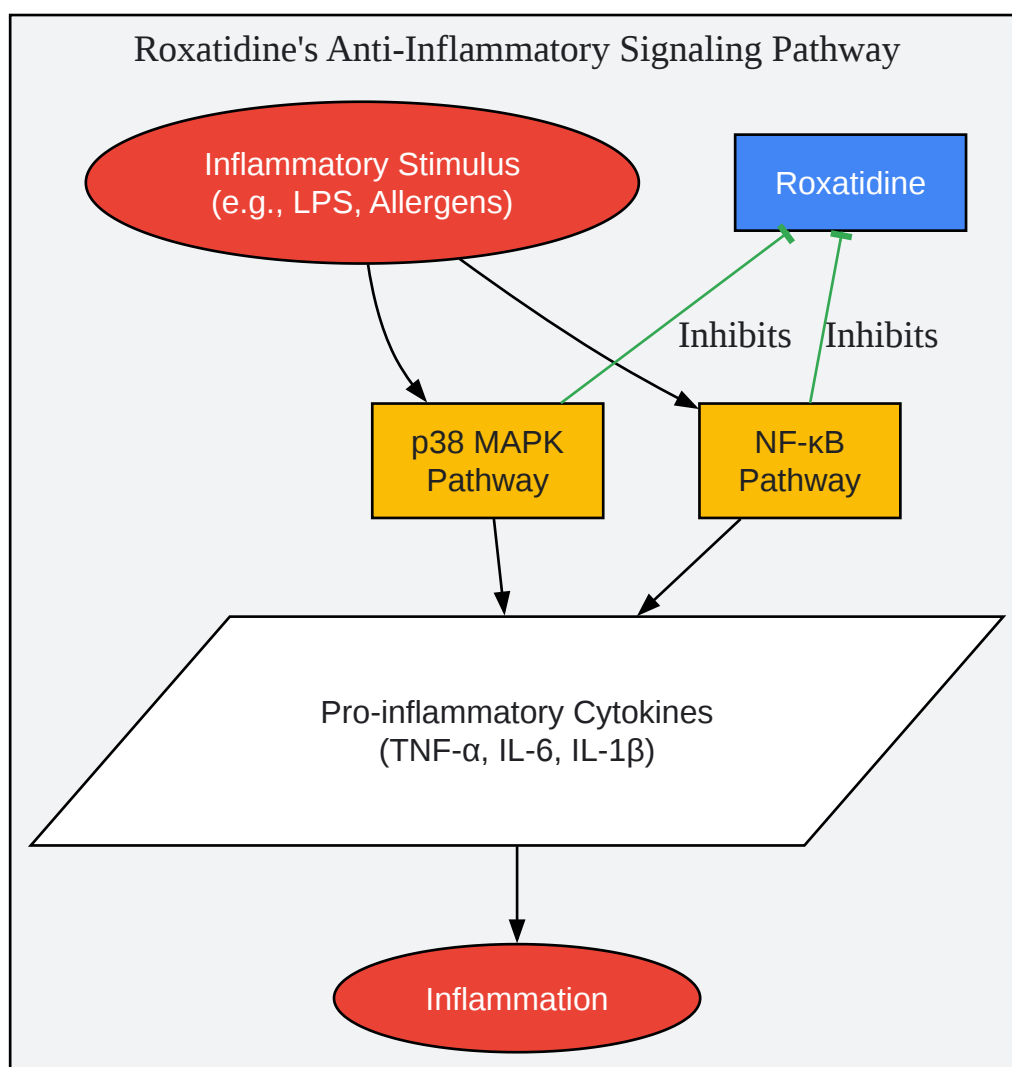 Roxatidine's Anti-Inflammatory Signaling Pathway
Inflammatory Stimulus
(e.g., LPS, Allergens)
Roxatidine
Inhibits
Inhibits
p38 MAPK
Pathway
NF-κB
Pathway
Pro-inflammatory Cytokines
(TNF-α, IL-6, IL-1β)
Inflammation